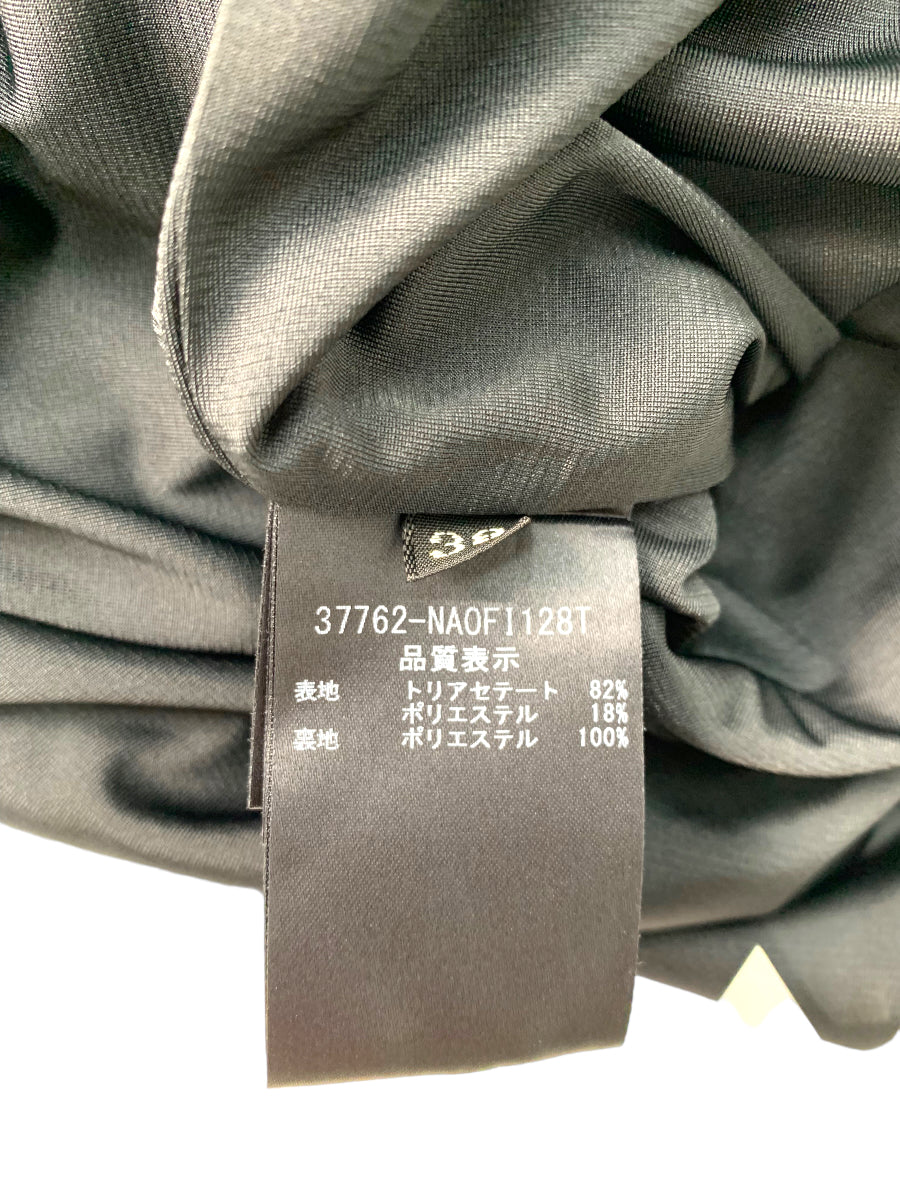 37762-NAOFI128T
品質表示
表地 トリアセテート 82%
ポリエステル 18%
裏地 ポリエステル 100%